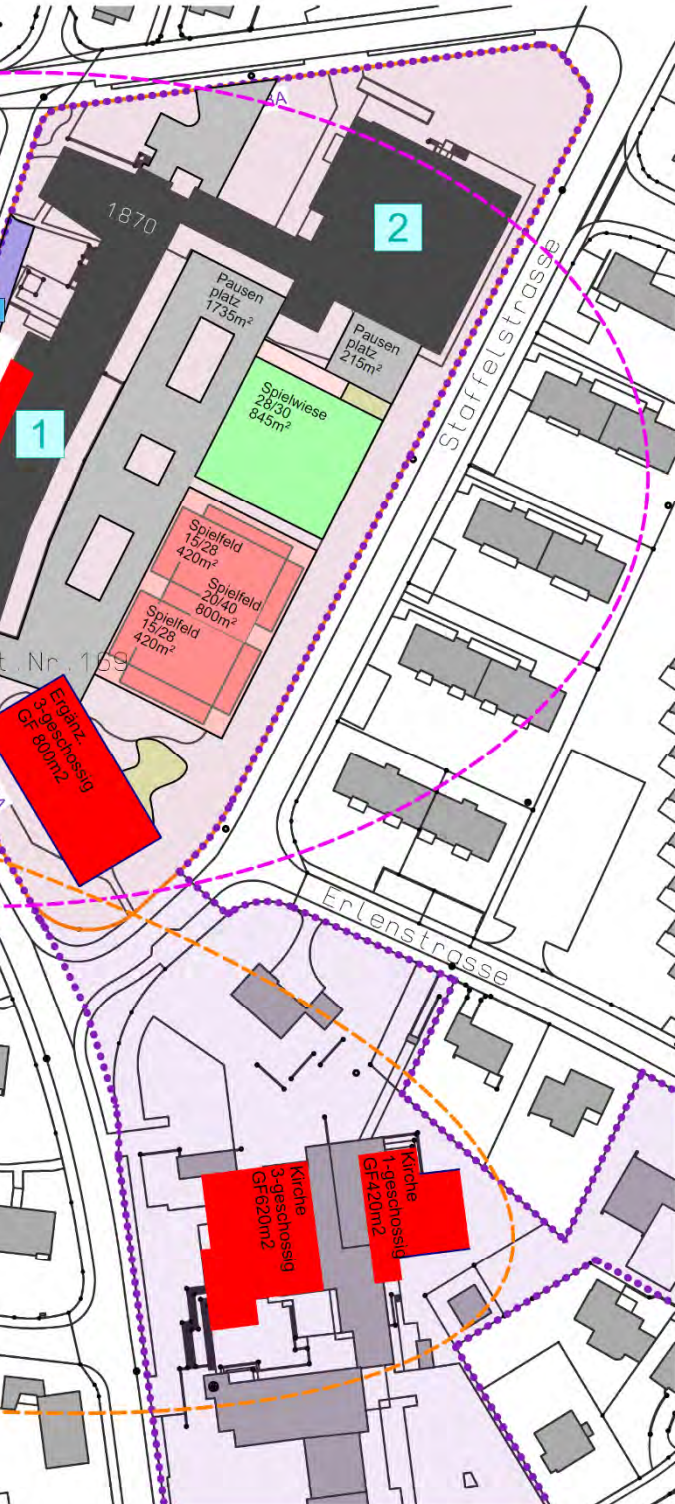 1870
2
Pausen
platz
1735m²
Pausen
platz
215m²
Staffelstrasse
1
Spielwiese
28/30
845m²
Spielfeld
15/28
420m²
Spielfeld
20/40
800m²
Spielfeld
15/28
420m²
t.Nr.169
Ergänz.
3-geschossig
GF 800m2
Erlenstrasse
Kirche
3-geschossig
GF620m2
Kirche
1-geschossig
GF420m2